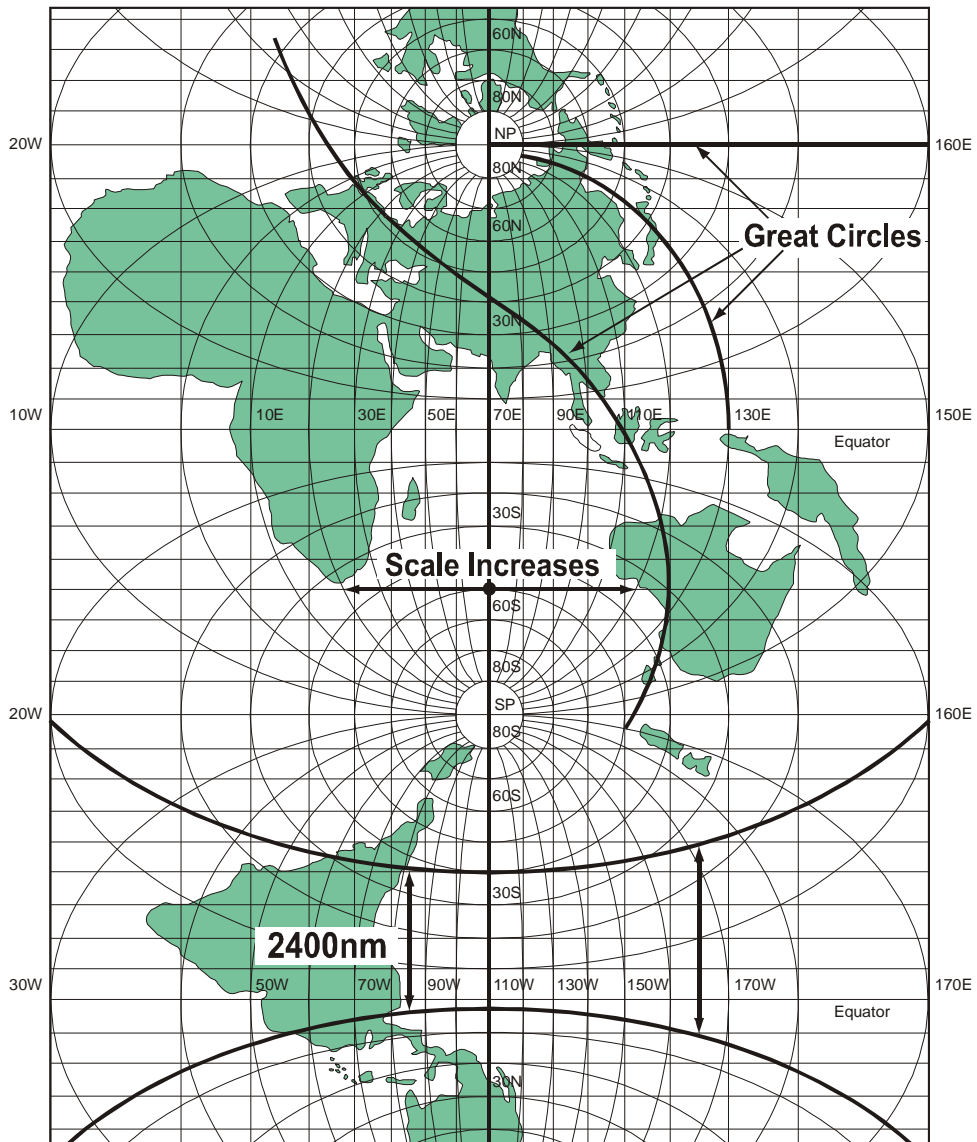 60N
80N
NP
20W
160E
80N
60N
Great Circles
30N
10W
10E
30E
50E
70E
90E
110E
130E
150E
Equator
30S
Scale Increases
60S
80S
SP
20W
160E
80S
60S
30S
2400nm
30W
50W
70W
90W
110W
130W
150W
170W
170E
Equator
30N